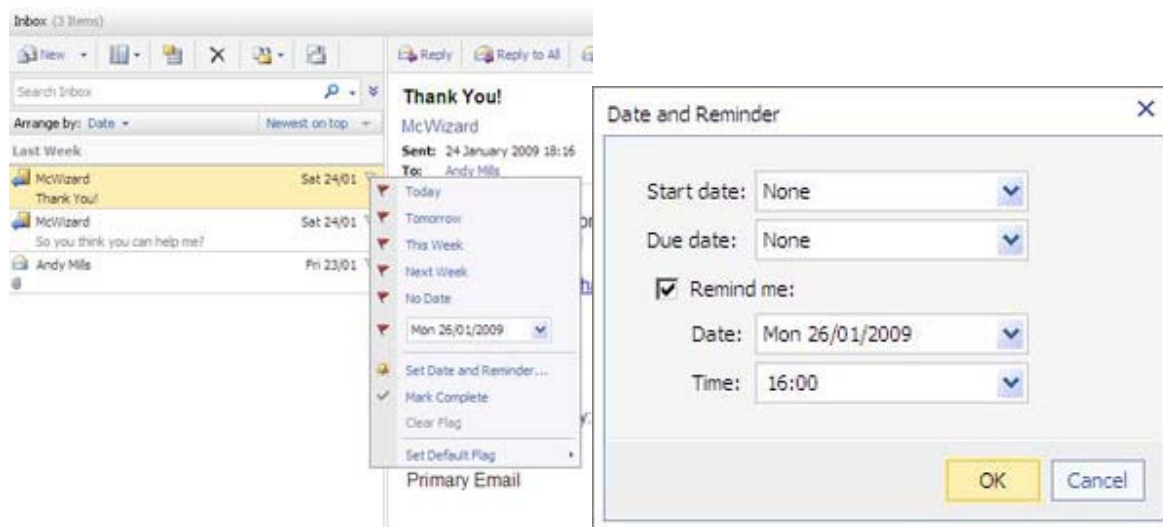 Inbox (3 Items)
New
Reply Reply to All
Search Inbox
Arrange by: Date Newest on top
Last Week
McWizard Sat 24/01
Thank You!
McWizard Sat 24/01
So you think you can help me?
Andy Mills Fri 23/01
Thank You!
McWizard
Sent: 24 January 2009 18:16
To: Andy Mills
Today
Tomorrow
This Week
Next Week
No Date
Mon 26/01/2009
Set Date and Reminder...
Mark Complete
Clear Flag
Set Default Flag
Primary Email
Date and Reminder
Start date: None
Due date: None
Remind me:
Date: Mon 26/01/2009
Time: 16:00
OK Cancel